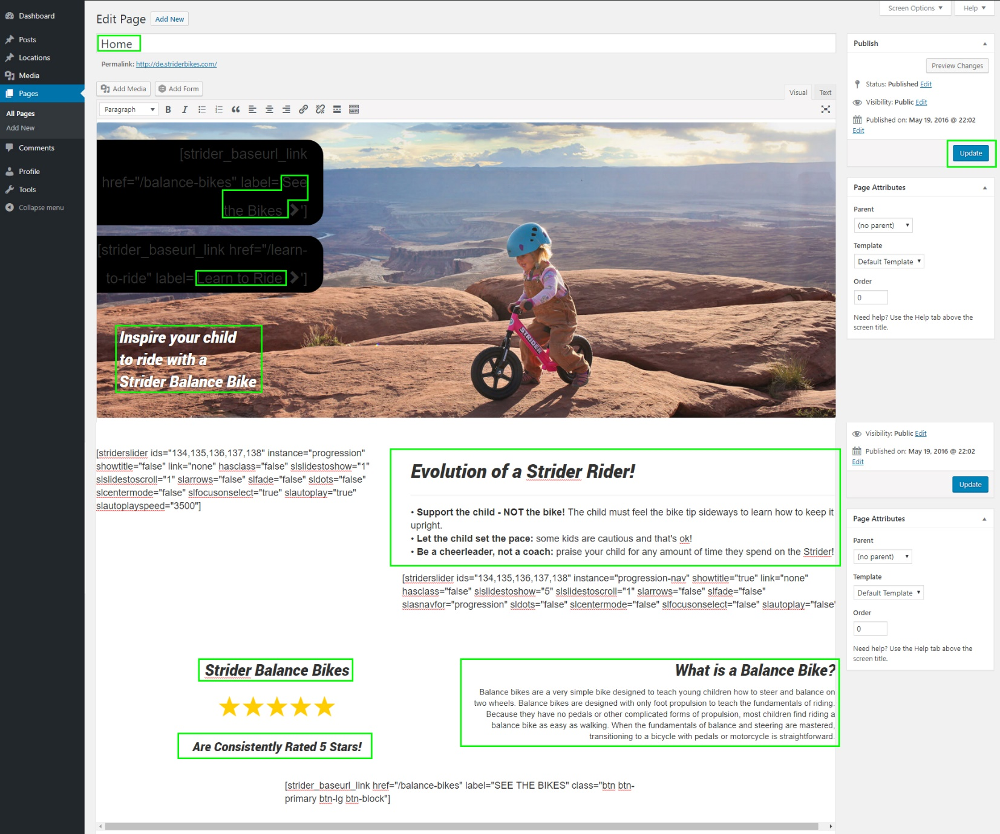 Screen Options ▼
Help ▼
Dashboard
Posts
Locations
Media
Pages
All Pages
Add New
Comments
Profile
Tools
Collapse menu
Edit Page
Add New
Home
Permalink: http://de.striderbikes.com/
Add Media
Add Form
Visual
Text
Paragraph
[strider_baseurl_link
href="/balance-bikes" label='See
the Bikes ']
[strider_baseurl_link href="/learn-
to-ride" label='Learn to Ride ']
STRIDER
Inspire your child
to ride with a
Strider Balance Bike
[striderslider ids="134,135,136,137,138" instance="progression"
showtitle="false" link="none" hasclass="false" slslidestoshow="1"
slslidestoscroll="1" slarrows="false" slfade="false" sldots="false"
slcentermode="false" slfocusonselect="true" slautoplay="true"
slautoplayspeed="3500"]
Evolution of a Strider Rider!
• Support the child - NOT the bike! The child must feel the bike tip sideways to learn how to keep it
upright.
• Let the child set the pace: some kids are cautious and that's ok!
• Be a cheerleader, not a coach: praise your child for any amount of time they spend on the Strider!
[striderslider ids="134,135,136,137,138" instance="progression-nav" showtitle="true" link="none"
hasclass="false" slslidestoshow="5" slslidestoscroll="1" slarrows="false" slfade="false"
slasnavfor="progression" sldots="false" slcentermode="false" slfocusonselect="false" slautoplay="false"
Strider Balance Bikes
Are Consistently Rated 5 Stars!
What is a Balance Bike?
Balance bikes are a very simple bike designed to teach young children how to steer and balance on
two wheels. Balance bikes are designed with only foot propulsion to teach the fundamentals of riding.
Because they have no pedals or other complicated forms of propulsion, most children find riding a
balance bike as easy as walking. When the fundamentals of balance and steering are mastered,
transitioning to a bicycle with pedals or motorcycle is straightforward.
[strider_baseurl_link href="/balance-bikes" label="SEE THE BIKES" class="btn btn-
primary btn-lg btn-block"]
Publish
Preview Changes
Status: Published Edit
Visibility: Public Edit
Published on: May 19, 2016 @ 22:02
Edit
Update
Page Attributes
Parent
(no parent)
Template
Default Template
Order
0
Need help? Use the Help tab above the
screen title.
Visibility: Public Edit
Published on: May 19, 2016 @ 22:02
Edit
Update
Page Attributes
Parent
(no parent)
Template
Default Template
Order
0
Need help? Use the Help tab above the
screen title.